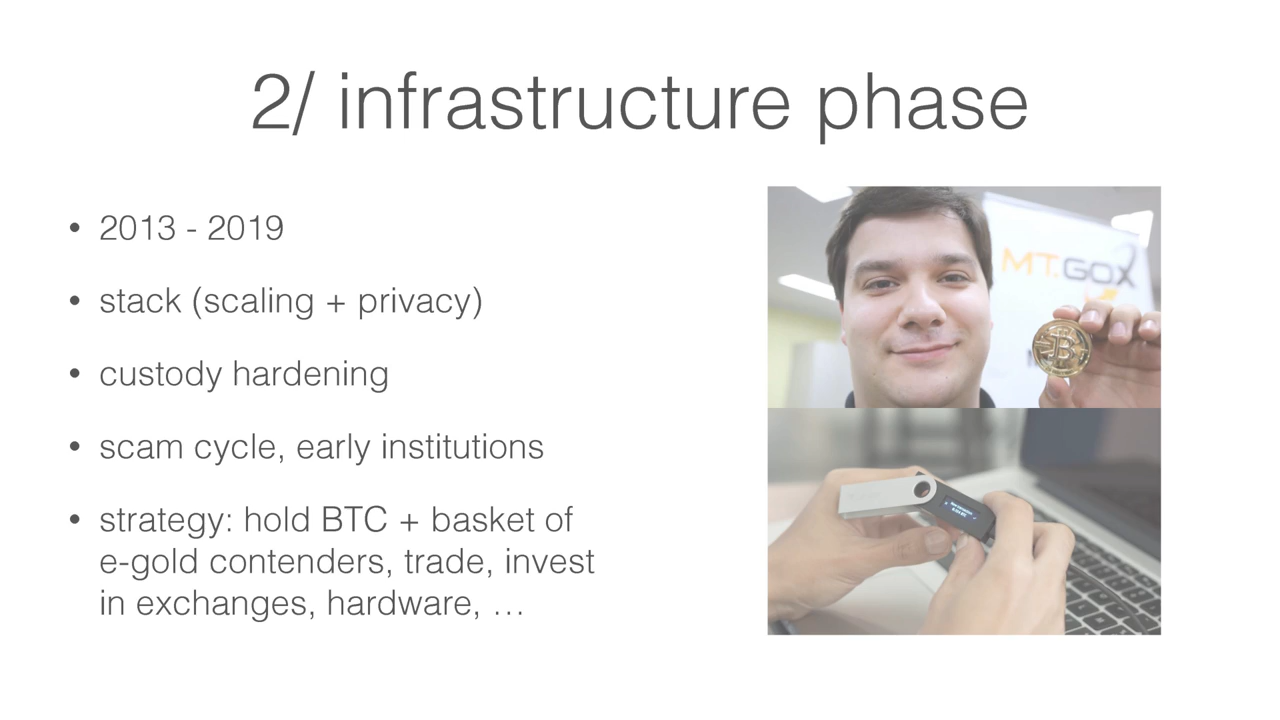 2/ infrastructure phase
• 2013 - 2019
• stack (scaling + privacy)
• custody hardening
• scam cycle, early institutions
• strategy: hold BTC + basket of
e-gold contenders, trade, invest
in exchanges, hardware, …
MT.GOX